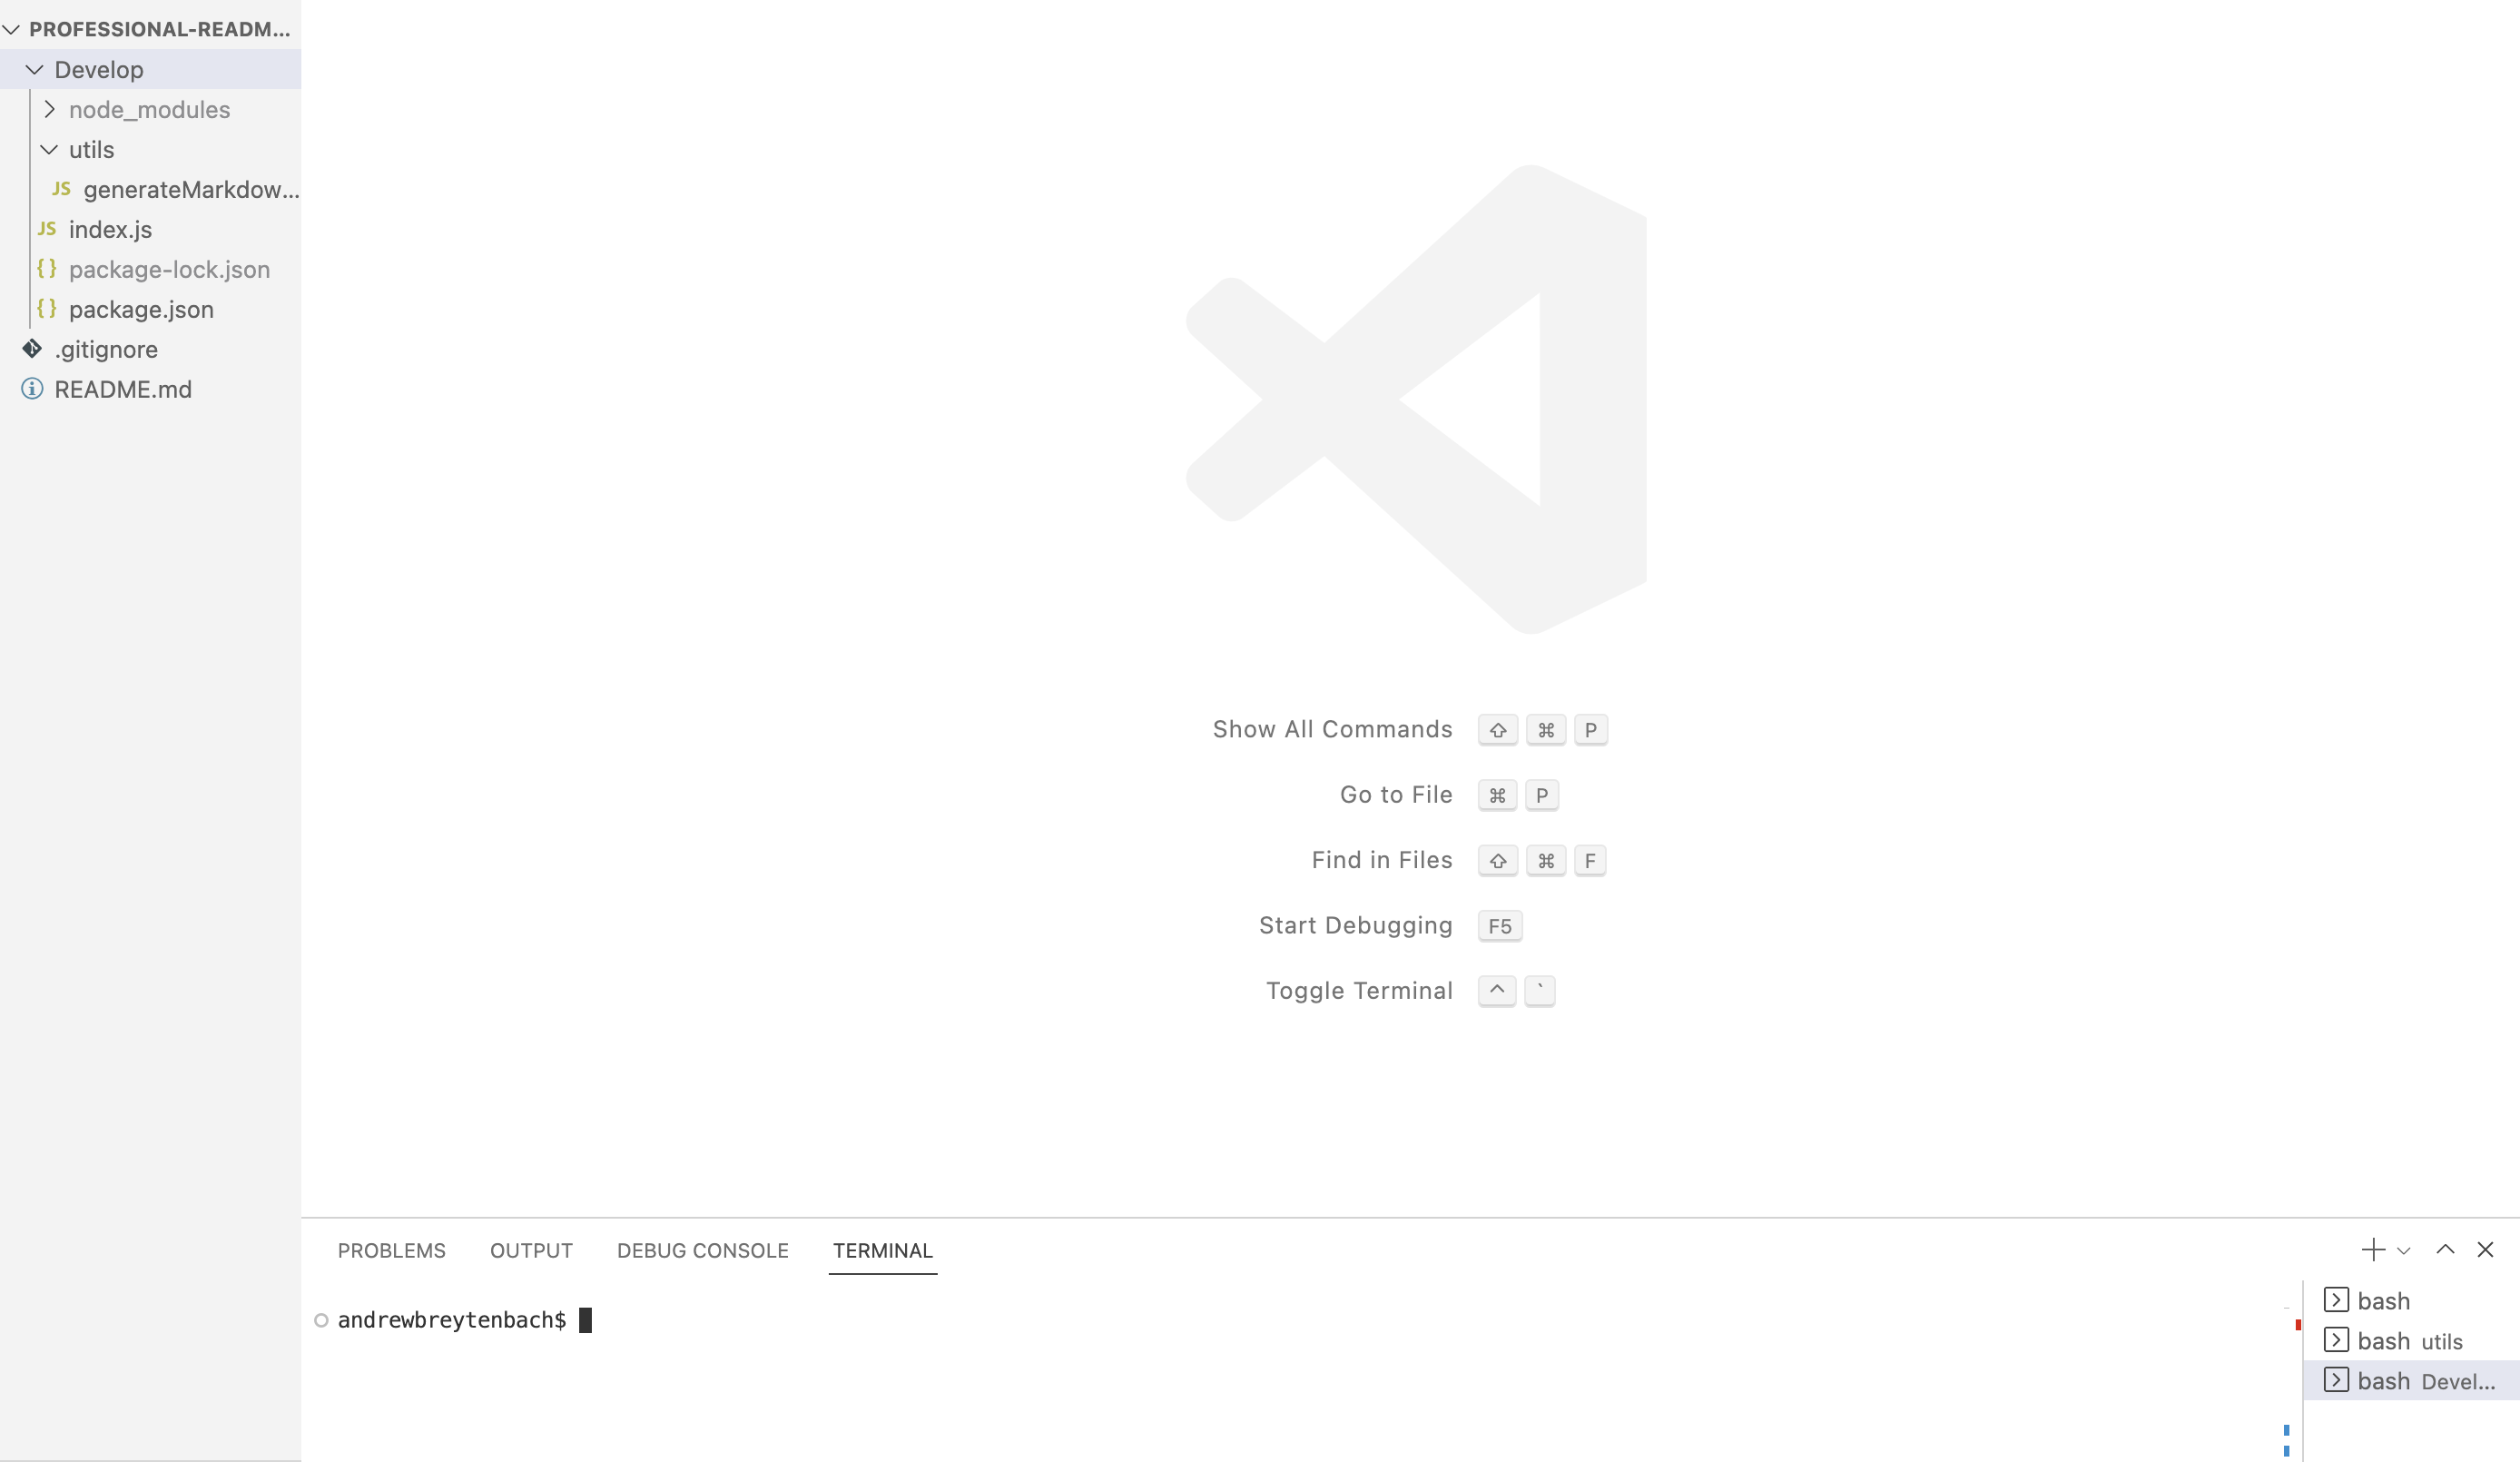 PROFESSIONAL-READM...
Develop
node_modules
utils
JS generateMarkdow...
JS index.js
{} package-lock.json
{} package.json
.gitignore
README.md
Show All Commands ⇧ ⌘ P
Go to File ⌘ P
Find in Files ⇧ ⌘ F
Start Debugging F5
Toggle Terminal ^ `
PROBLEMS OUTPUT DEBUG CONSOLE TERMINAL
andrewbreytenbach$
bash
bash utils
bash Devel...